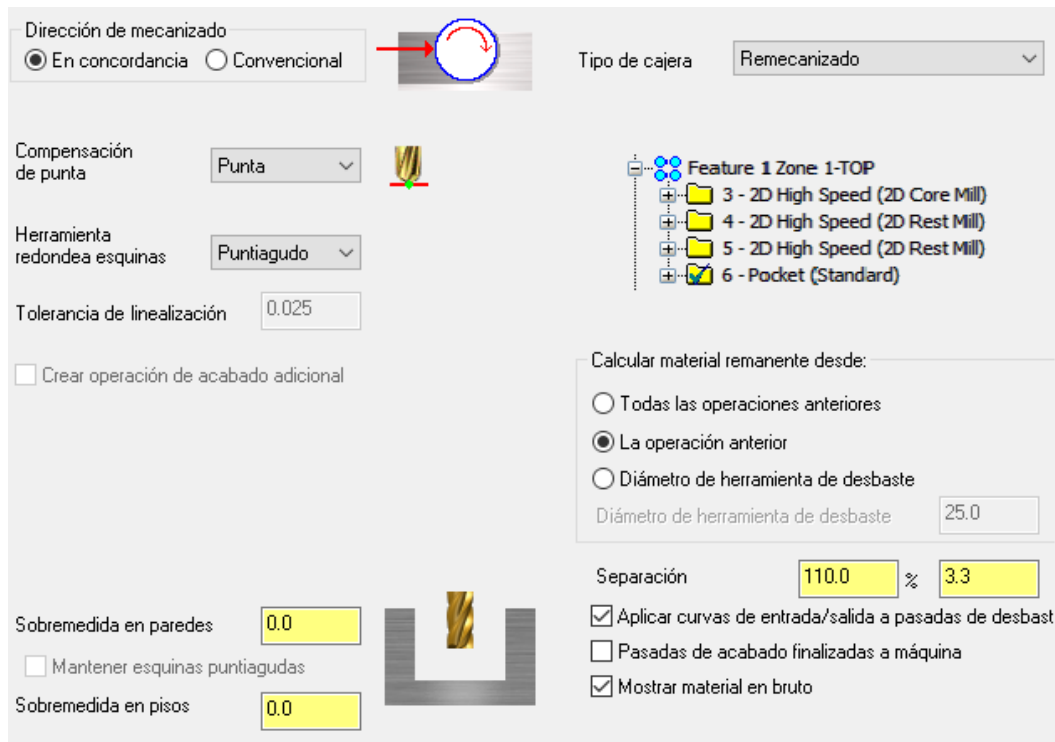 Dirección de mecanizado
En concordancia Convencional
Tipo de cajera Remecanizado
Compensación
de punta
Punta
Feature 1 Zone 1-TOP
3 - 2D High Speed (2D Core Mill)
4 - 2D High Speed (2D Rest Mill)
5 - 2D High Speed (2D Rest Mill)
6 - Pocket (Standard)
Herramienta
redondea esquinas
Puntiagudo
Tolerancia de linealización 0.025
Crear operación de acabado adicional
Calcular material remanente desde:
Todas las operaciones anteriores
La operación anterior
Diámetro de herramienta de desbaste
Diámetro de herramienta de desbaste 25.0
Separación 110.0 % 3.3
Aplicar curvas de entrada/salida a pasadas de desbast
Pasadas de acabado finalizadas a máquina
Mostrar material en bruto
Sobremedida en paredes 0.0
Mantener esquinas puntiagudas
Sobremedida en pisos 0.0